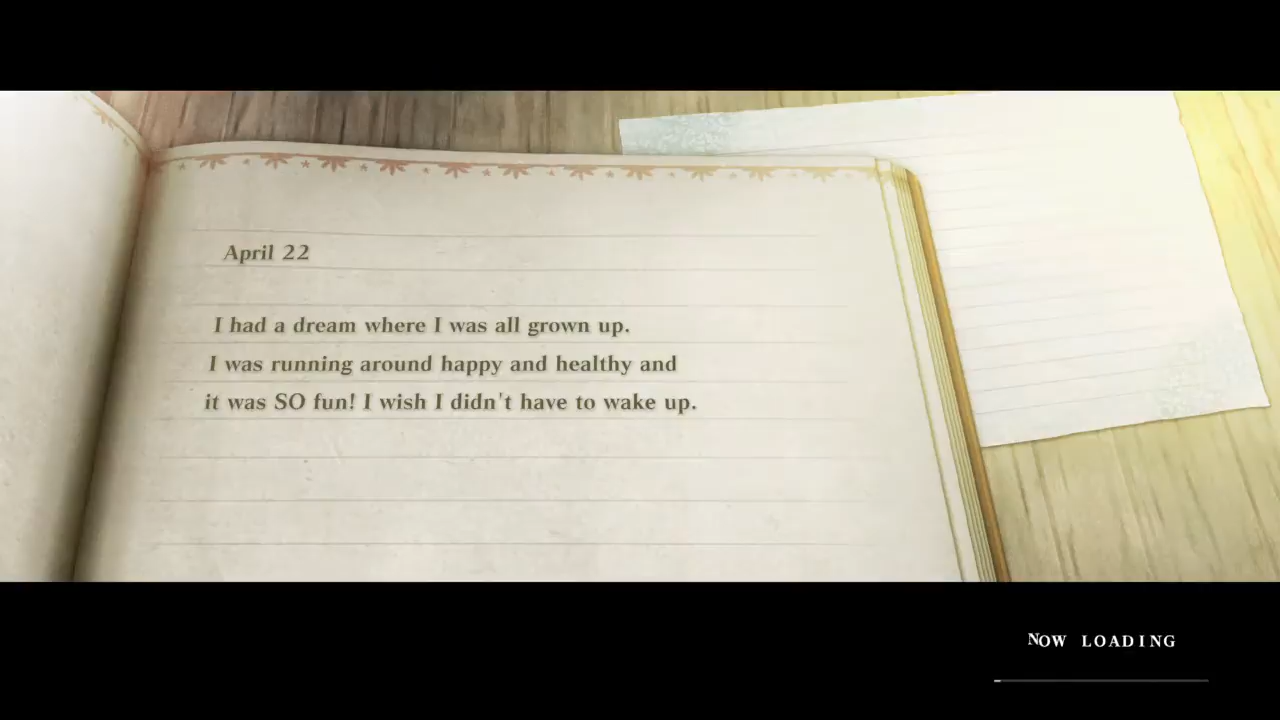 April 22
I had a dream where I was all grown up.
I was running around happy and healthy and
it was SO fun! I wish I didn't have to wake up.
NOW LOADING